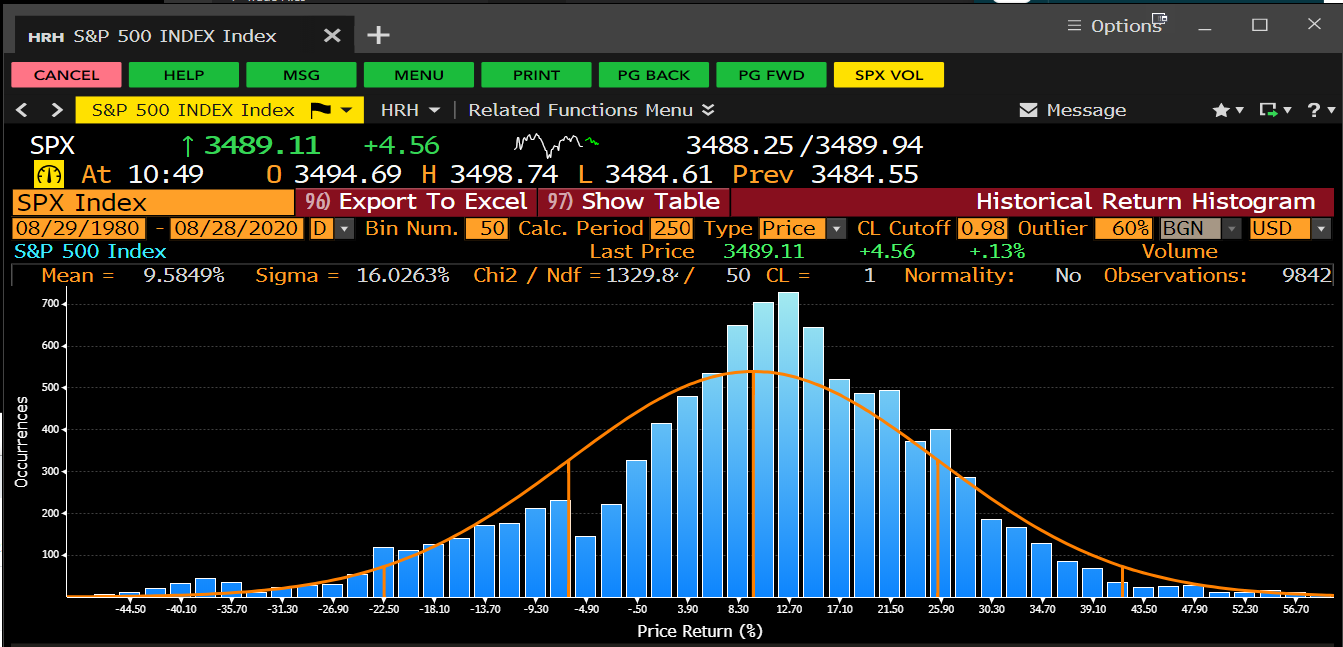 HRH S&P 500 INDEX Index
Options
CANCEL HELP MSG MENU PRINT PG BACK PG FWD SPX VOL
S&P 500 INDEX Index HRH Related Functions Menu Message ?
SPX ↑ 3489.11 +4.56 3488.25 /3489.94
At 10:49 O 3494.69 H 3498.74 L 3484.61 Prev 3484.55
SPX Index 96) Export To Excel 97) Show Table Historical Return Histogram
08/29/1980 - 08/28/2020 D Bin Num. 50 Calc. Period 250 Type Price CL Cutoff 0.98 Outlier 60% BGN USD
S&P 500 Index Last Price 3489.11 +4.56 +.13% Volume
Mean = 9.5849% Sigma = 16.0263% Chi2 / Ndf = 1329.84 / 50 CL = 1 Normality: No Observations: 9842
700
600
500
400
300
200
100
Occurrences
-44.50 -40.10 -35.70 -31.30 -26.90 -22.50 -18.10 -13.70 -9.30 -4.90 -.50 3.90 8.30 12.70 17.10 21.50 25.90 30.30 34.70 39.10 43.50 47.90 52.30 56.70
Price Return (%)